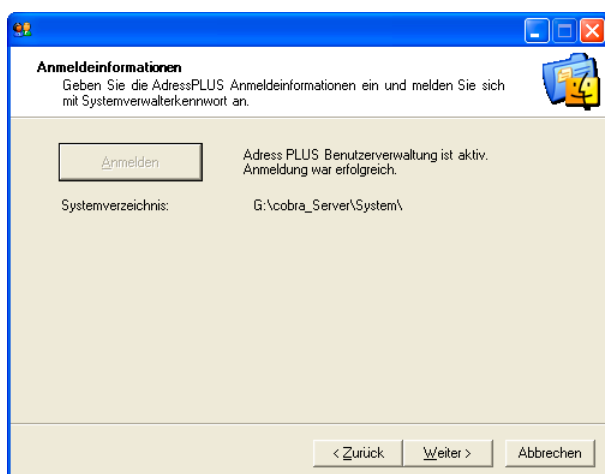 Anmeldeinformationen
Geben Sie die AdressPLUS Anmeldeinformationen ein und melden Sie sich
mit Systemverwalterkennwort an.
Anmelden
Adress PLUS Benutzerverwaltung ist aktiv.
Anmeldung war erfolgreich.
Systemverzeichnis:
G:\cobra_Server\System\
< Zurück
Weiter >
Abbrechen